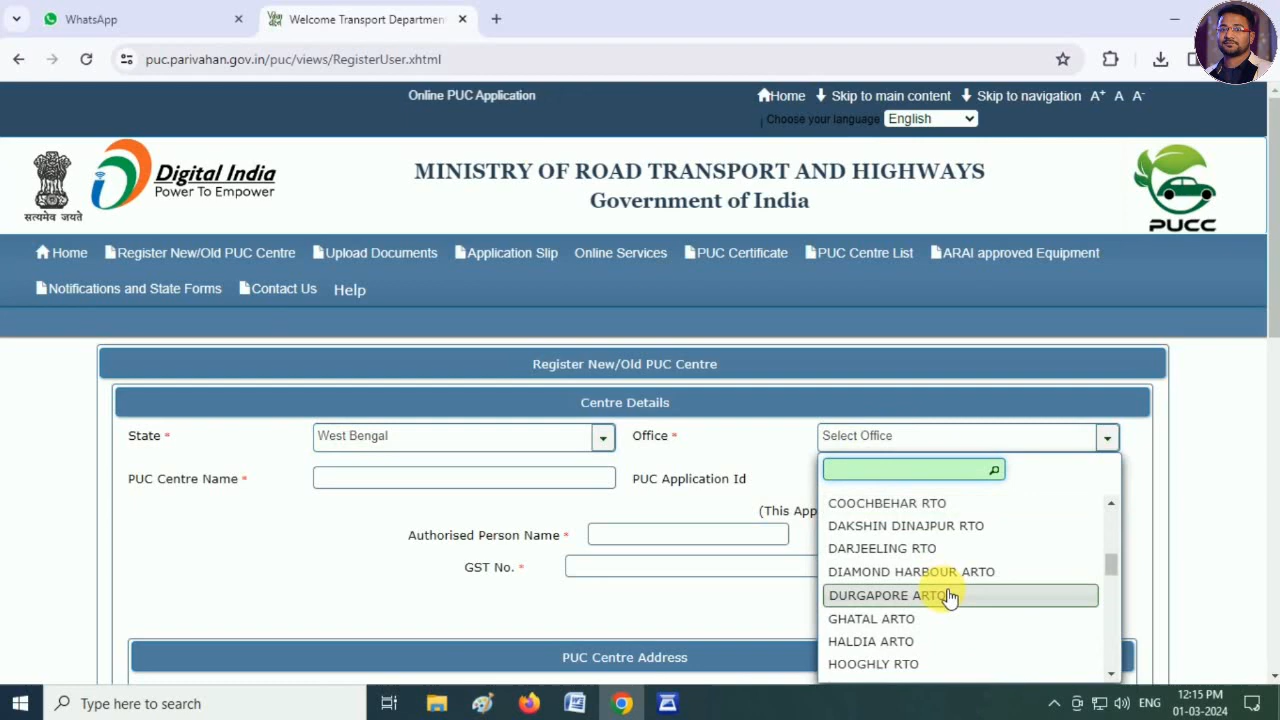 WhatsApp
Welcome Transport Departmen
puc.parivahan.gov.in/puc/views/RegisterUser.xhtml
Online PUC Application
Home Skip to main content Skip to navigation A+ A A-
Choose your language English
सत्यमेव जयते
Digital India
Power To Empower
MINISTRY OF ROAD TRANSPORT AND HIGHWAYS
Government of India
PUCC
Home Register New/Old PUC Centre Upload Documents Application Slip Online Services PUC Certificate PUC Centre List ARAI approved Equipment
Notifications and State Forms Contact Us Help
Register New/Old PUC Centre
Centre Details
State * West Bengal Office * Select Office
PUC Centre Name * PUC Application Id
(This App
Authorised Person Name *
GST No. *
COOCHBEHAR RTO
DAKSHIN DINAJPUR RTO
DARJEELING RTO
DIAMOND HARBOUR ARTO
DURGAPORE ARTO
GHATAL ARTO
HALDIA ARTO
HOOGHLY RTO
PUC Centre Address
Type here to search
ENG
12:15 PM
01-03-2024